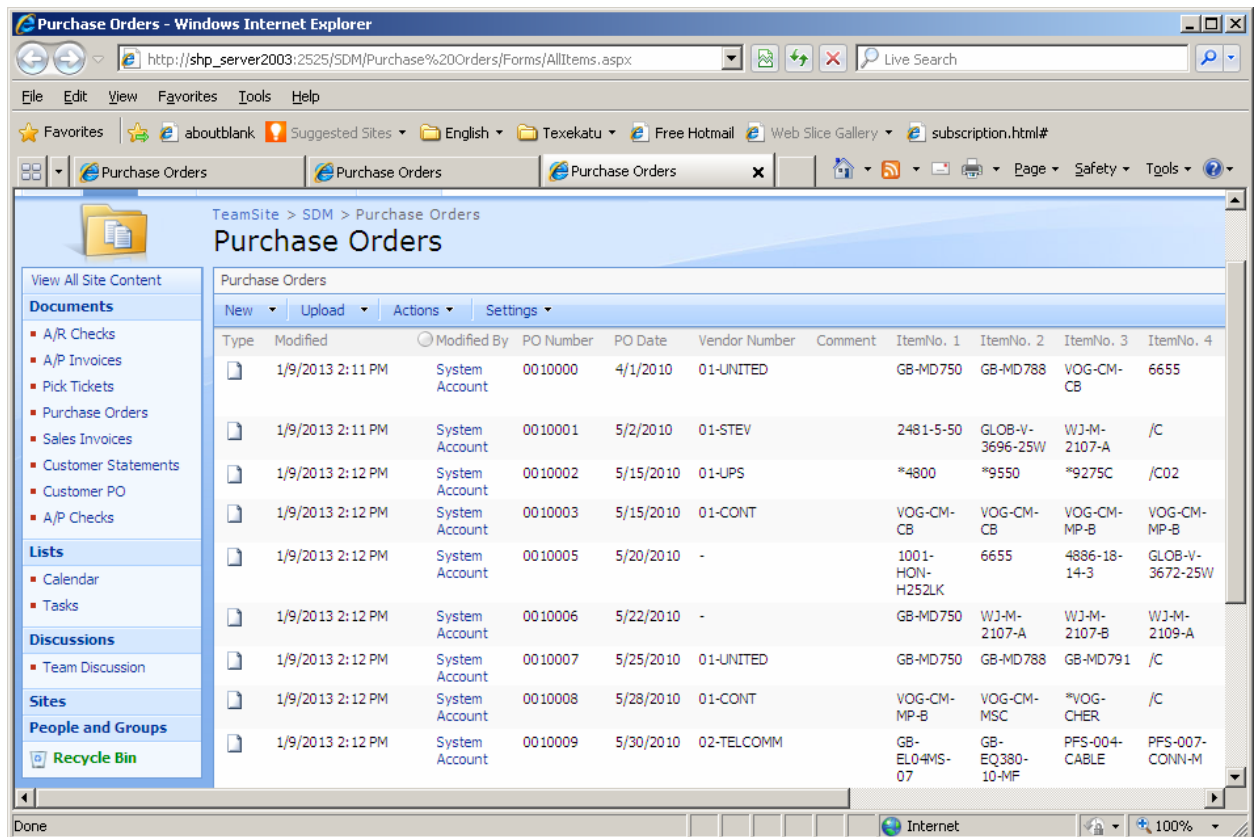 Purchase Orders - Windows Internet Explorer
http://shp_server2003:2525/SDM/Purchase%20Orders/Forms/AllItems.aspx
Live Search
File Edit View Favorites Tools Help
Favorites aboutblank Suggested Sites English Texekatu Free Hotmail Web Slice Gallery subscription.html#
Purchase Orders Purchase Orders Purchase Orders x Page Safety Tools
TeamSite > SDM > Purchase Orders
Purchase Orders
View All Site Content
Documents
A/R Checks
A/P Invoices
Pick Tickets
Purchase Orders
Sales Invoices
Customer Statements
Customer PO
A/P Checks
Lists
Calendar
Tasks
Discussions
Team Discussion
Sites
People and Groups
Recycle Bin
Purchase Orders
New Upload Actions Settings
Type Modified Modified By PO Number PO Date Vendor Number Comment ItemNo. 1 ItemNo. 2 ItemNo. 3 ItemNo. 4
1/9/2013 2:11 PM System 0010000 4/1/2010 01-UNITED GB-MD750 GB-MD788 VOG-CM- 6655
Account CB
1/9/2013 2:11 PM System 0010001 5/2/2010 01-STEV 2481-5-50 GLOB-V- WJ-M- /C
Account 3696-25W 2107-A
1/9/2013 2:12 PM System 0010002 5/15/2010 01-UPS *4800 *9550 *9275C /C02
Account
1/9/2013 2:12 PM System 0010003 5/15/2010 01-CONT VOG-CM- VOG-CM- VOG-CM- VOG-CM-
Account CB CB MP-B MP-B
1/9/2013 2:12 PM System 0010005 5/20/2010 - 1001- 6655 4886-18- GLOB-V-
Account HON- 14-3 3672-25W
H252LK
1/9/2013 2:12 PM System 0010006 5/22/2010 - GB-MD750 WJ-M- WJ-M- WJ-M-
Account 2107-A 2107-B 2109-A
1/9/2013 2:12 PM System 0010007 5/25/2010 01-UNITED GB-MD750 GB-MD788 GB-MD791 /C
Account
1/9/2013 2:12 PM System 0010008 5/28/2010 01-CONT VOG-CM- VOG-CM- *VOG- /C
Account MP-B MSC CHER
1/9/2013 2:12 PM System 0010009 5/30/2010 02-TELCOMM GB- GB- PFS-004- PFS-007-
Account EL04MS- EQ380- CABLE CONN-M
07 10-MF
Done Internet 100%